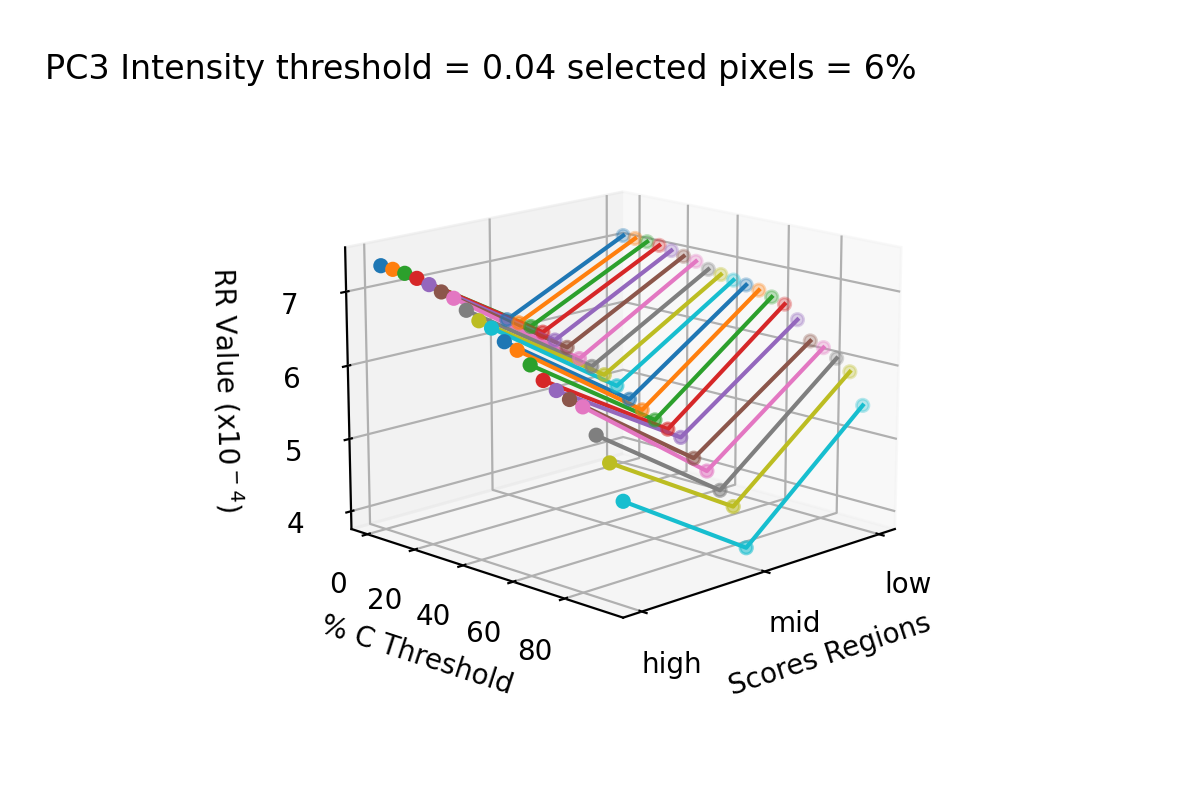 PC3 Intensity threshold = 0.04 selected pixels = 6%
RR Value (x10⁻⁴)
7
6
5
4
0
20
40
60
80
% C Threshold
high
mid
low
Scores Regions